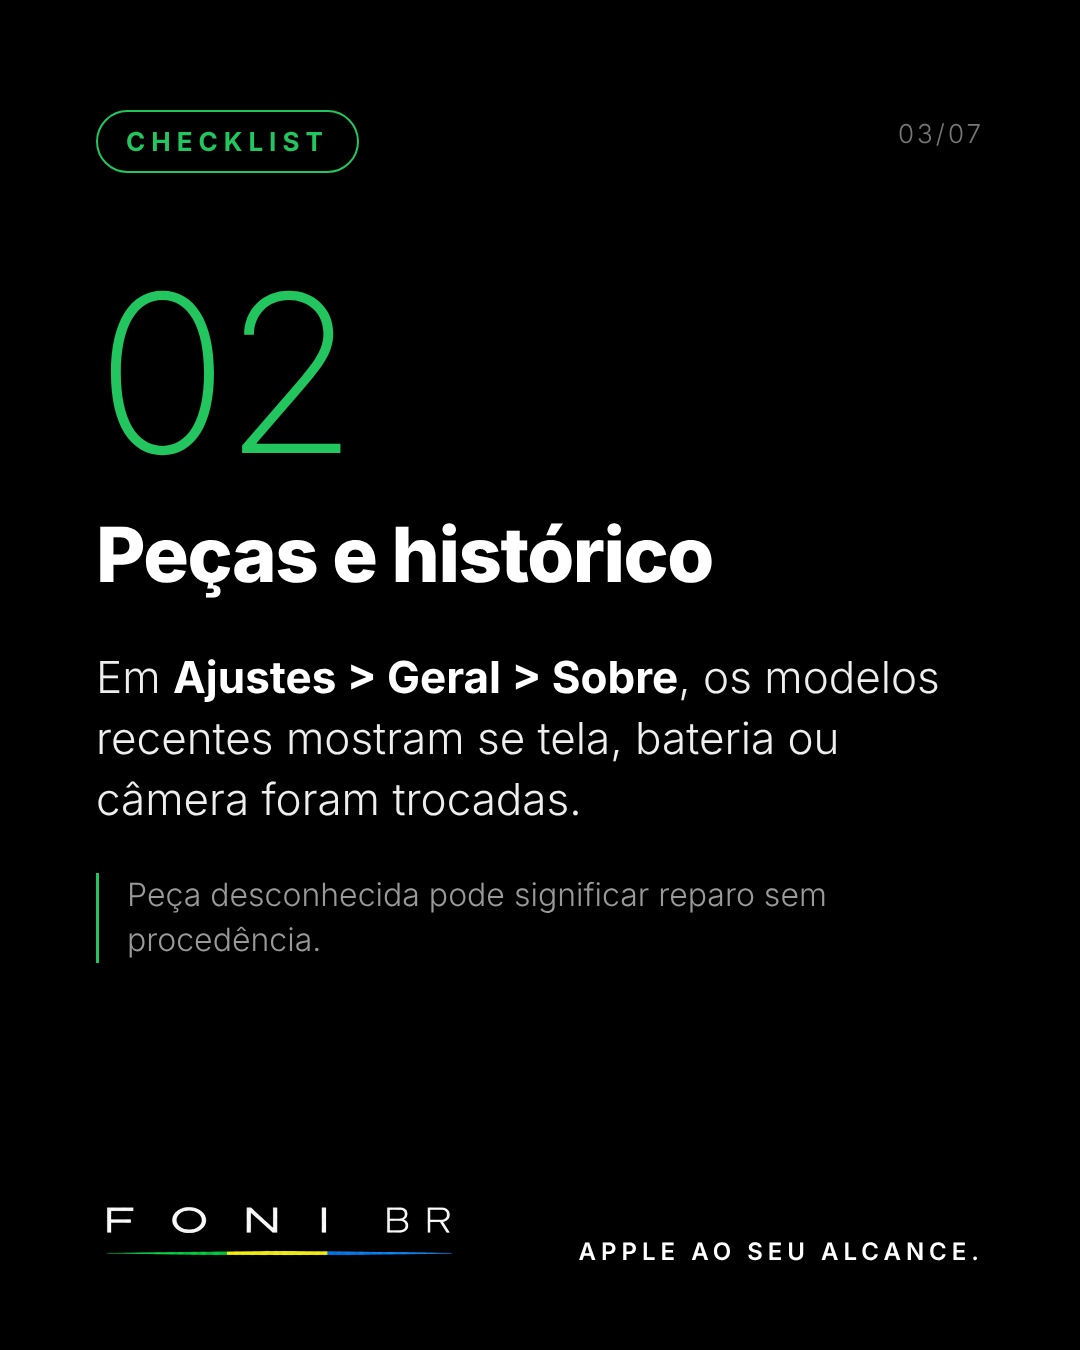 CHECKLIST
03/07
02
Peças e histórico
Em Ajustes > Geral > Sobre, os modelos
recentes mostram se tela, bateria ou
câmera foram trocadas.
Peça desconhecida pode significar reparo sem
procedência.
FONI BR
APPLE AO SEU ALCANCE.